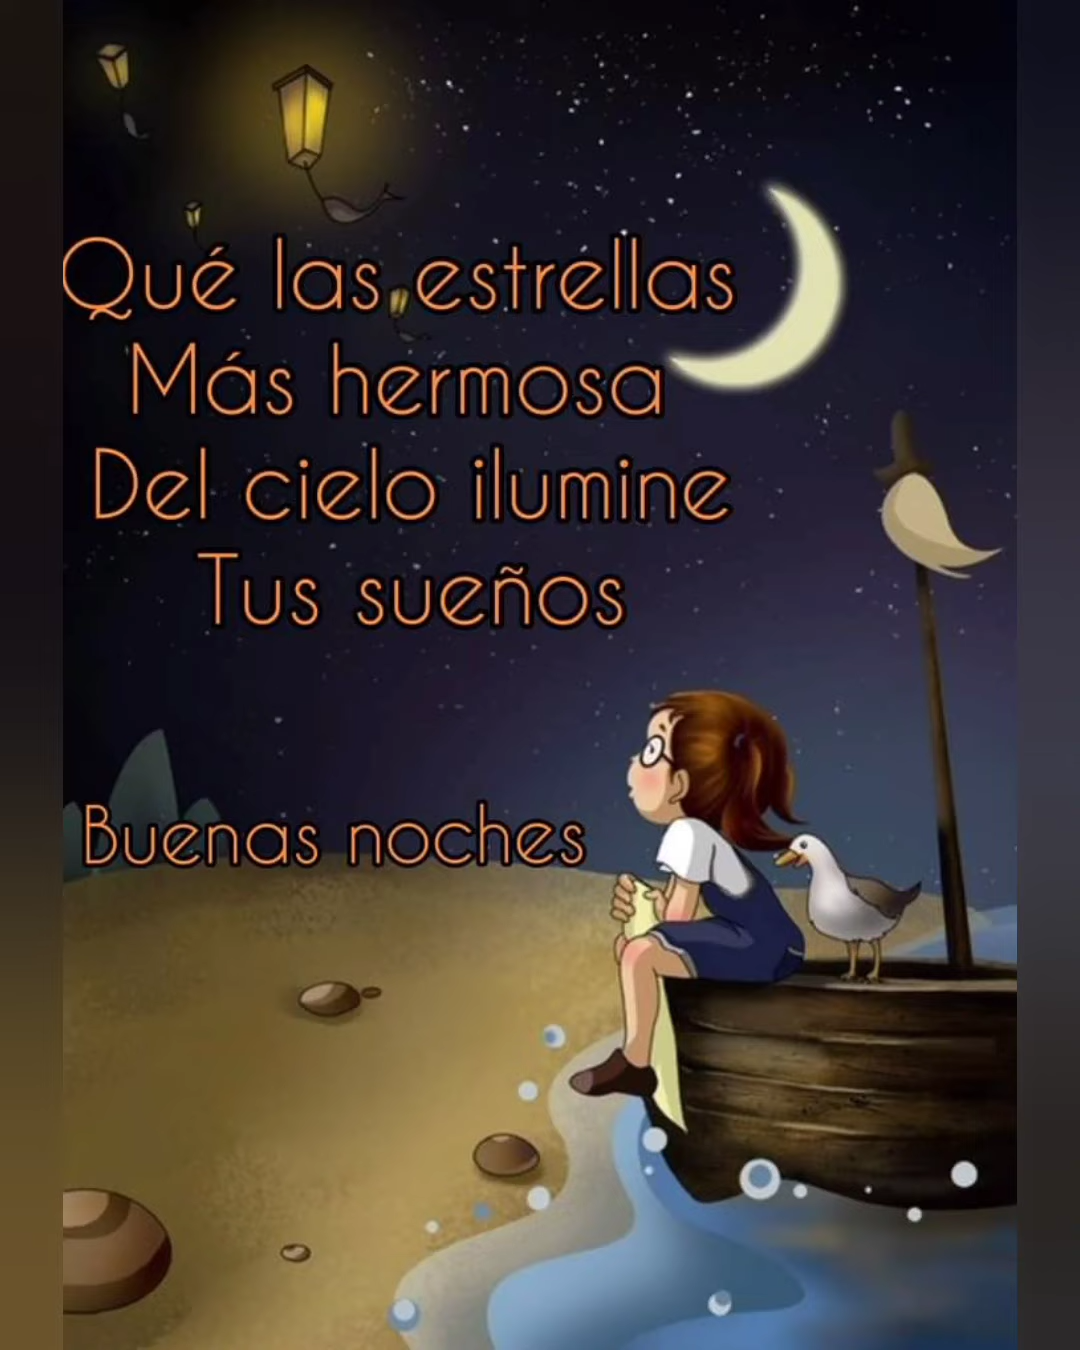 Qué las estrellas
Más hermosa
Del cielo ilumine
Tus sueños
Buenas noches